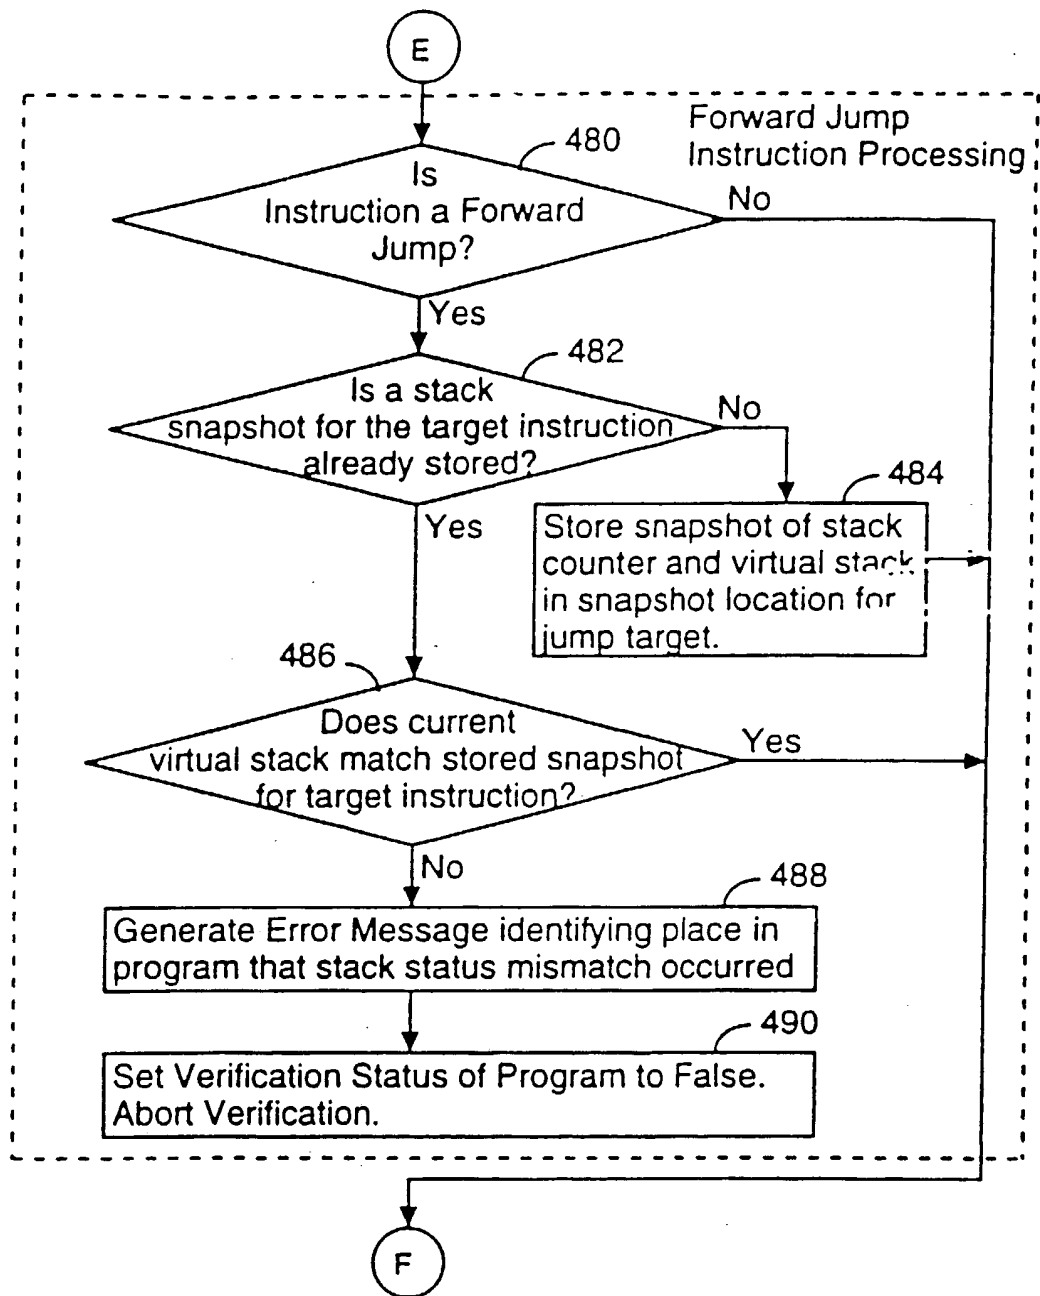 E
Forward Jump
Instruction Processing
480
Is
Instruction a Forward
Jump?
No
Yes
482
Is a stack
snapshot for the target instruction
already stored?
No
Yes
484
Store snapshot of stack
counter and virtual stack
in snapshot location for
jump target.
486
Does current
virtual stack match stored snapshot
for target instruction?
Yes
No
488
Generate Error Message identifying place in
program that stack status mismatch occurred
490
Set Verification Status of Program to False.
Abort Verification.
F